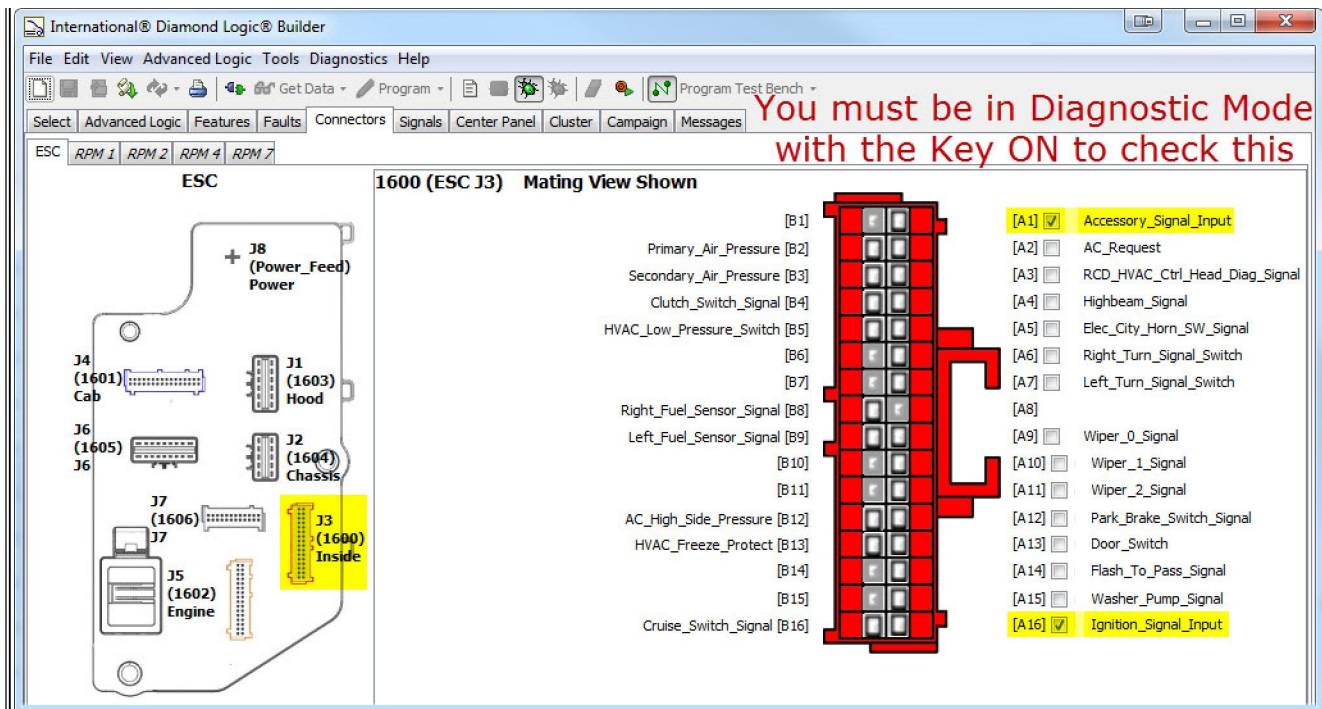 International® Diamond Logic® Builder
File Edit View Advanced Logic Tools Diagnostics Help
Get Data Program Program Test Bench
You must be in Diagnostic Mode
with the Key ON to check this
Select Advanced Logic Features Faults Connectors Signals Center Panel Cluster Campaign Messages
ESC RPM 1 RPM 2 RPM 4 RPM 7
ESC
J8
(Power_Feed)
Power
J4
(1601)
Cab
J1
(1603)
Hood
J6
(1605)
J6
J2
(1604)
Chassis
J7
(1606)
J7
J3
(1600)
Inside
J5
(1602)
Engine
1600 (ESC J3) Mating View Shown
[B1]
Primary_Air_Pressure [B2]
Secondary_Air_Pressure [B3]
Clutch_Switch_Signal [B4]
HVAC_Low_Pressure_Switch [B5]
[B6]
[B7]
Right_Fuel_Sensor_Signal [B8]
Left_Fuel_Sensor_Signal [B9]
[B10]
[B11]
AC_High_Side_Pressure [B12]
HVAC_Freeze_Protect [B13]
[B14]
[B15]
Cruise_Switch_Signal [B16]
[A1] Accessory_Signal_Input
[A2] AC_Request
[A3] RCD_HVAC_Ctrl_Head_Diag_Signal
[A4] Highbeam_Signal
[A5] Elec_City_Horn_SW_Signal
[A6] Right_Turn_Signal_Switch
[A7] Left_Turn_Signal_Switch
[A8]
[A9] Wiper_0_Signal
[A10] Wiper_1_Signal
[A11] Wiper_2_Signal
[A12] Park_Brake_Switch_Signal
[A13] Door_Switch
[A14] Flash_To_Pass_Signal
[A15] Washer_Pump_Signal
[A16] Ignition_Signal_Input